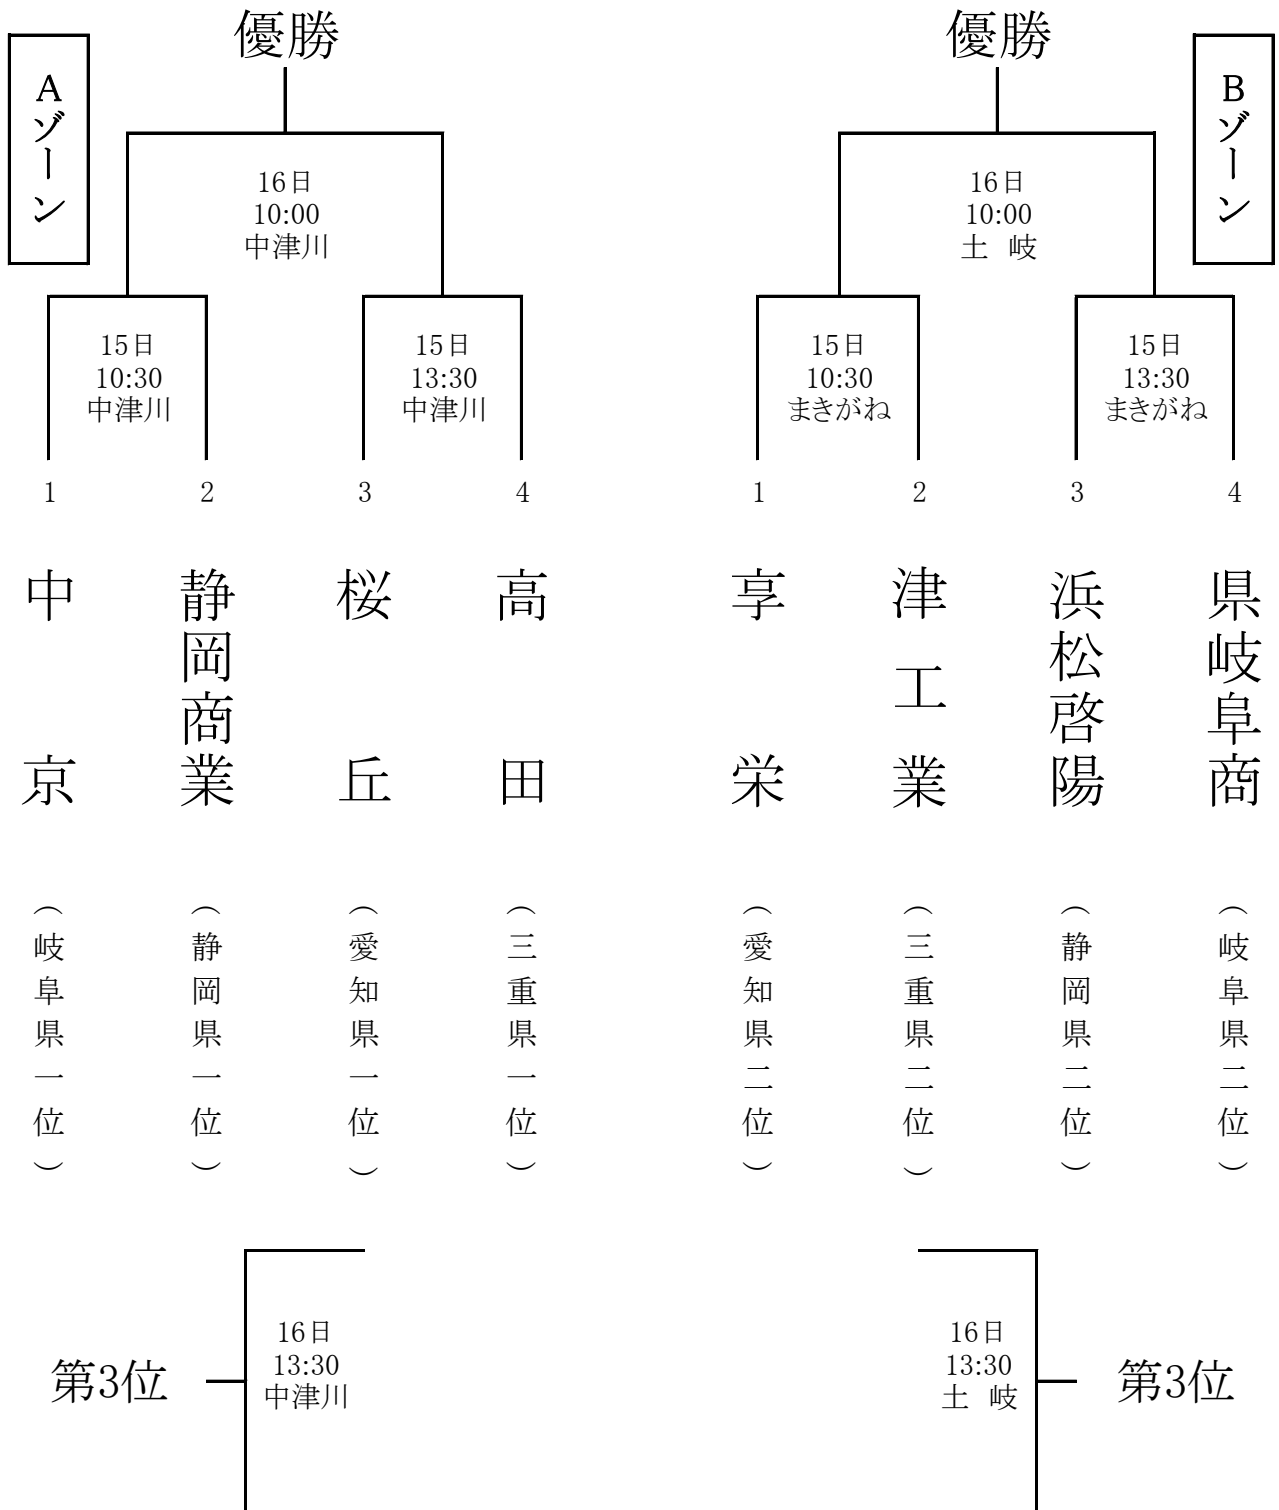 Aゾーン
優勝
16日
10:00
中津川
15日
10:30
中津川
15日
13:30
中津川
1
2
3
4
中京
静岡商業
桜丘
高田
（岐阜県一位）
（静岡県一位）
（愛知県一位）
（三重県一位）
第3位
16日
13:30
中津川
Bゾーン
優勝
16日
10:00
土 岐
15日
10:30
まきがね
15日
13:30
まきがね
1
2
3
4
享栄
津工業
浜松啓陽
県岐阜商
（愛知県二位）
（三重県二位）
（静岡県二位）
（岐阜県二位）
16日
13:30
土 岐
第3位